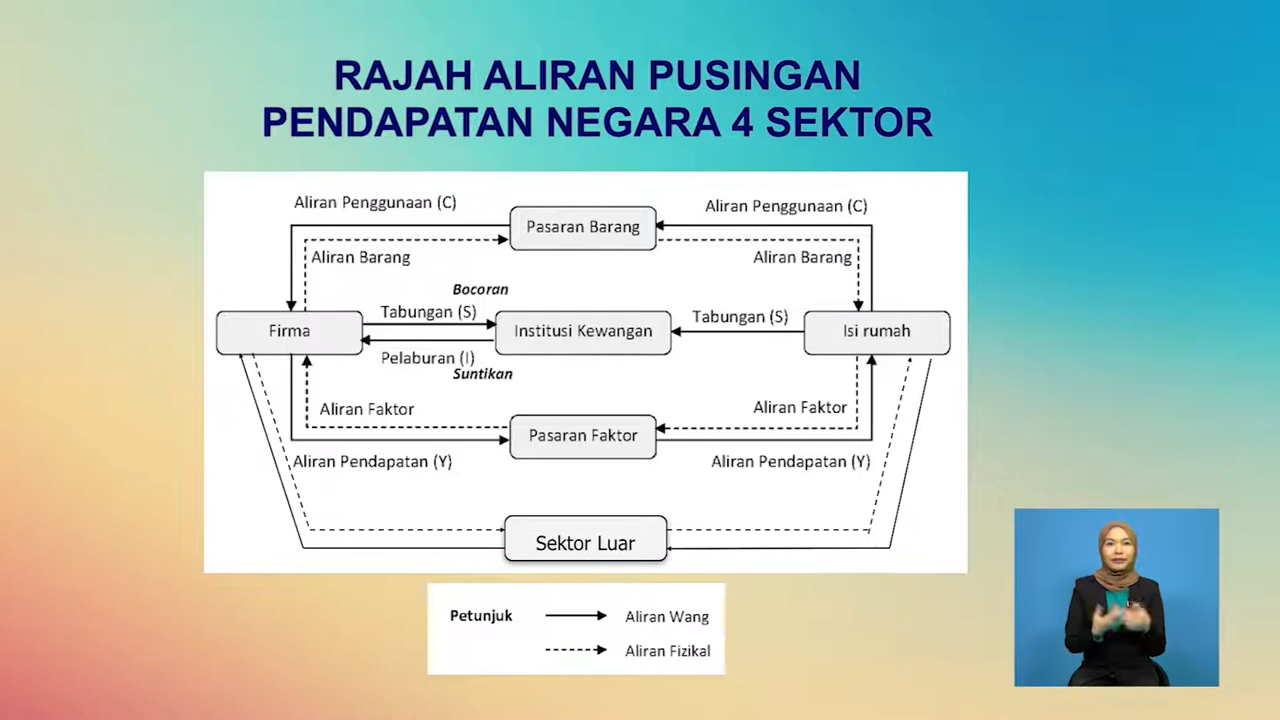 RAJAH ALIRAN PUSINGAN
PENDAPATAN NEGARA 4 SEKTOR
Aliran Penggunaan (C)
Aliran Penggunaan (C)
Pasaran Barang
Aliran Barang
Aliran Barang
Bocoran
Tabungan (S)
Tabungan (S)
Firma
Institusi Kewangan
Isi rumah
Pelaburan (I)
Suntikan
Aliran Faktor
Aliran Faktor
Pasaran Faktor
Aliran Pendapatan (Y)
Aliran Pendapatan (Y)
Sektor Luar
Petunjuk
Aliran Wang
Aliran Fizikal